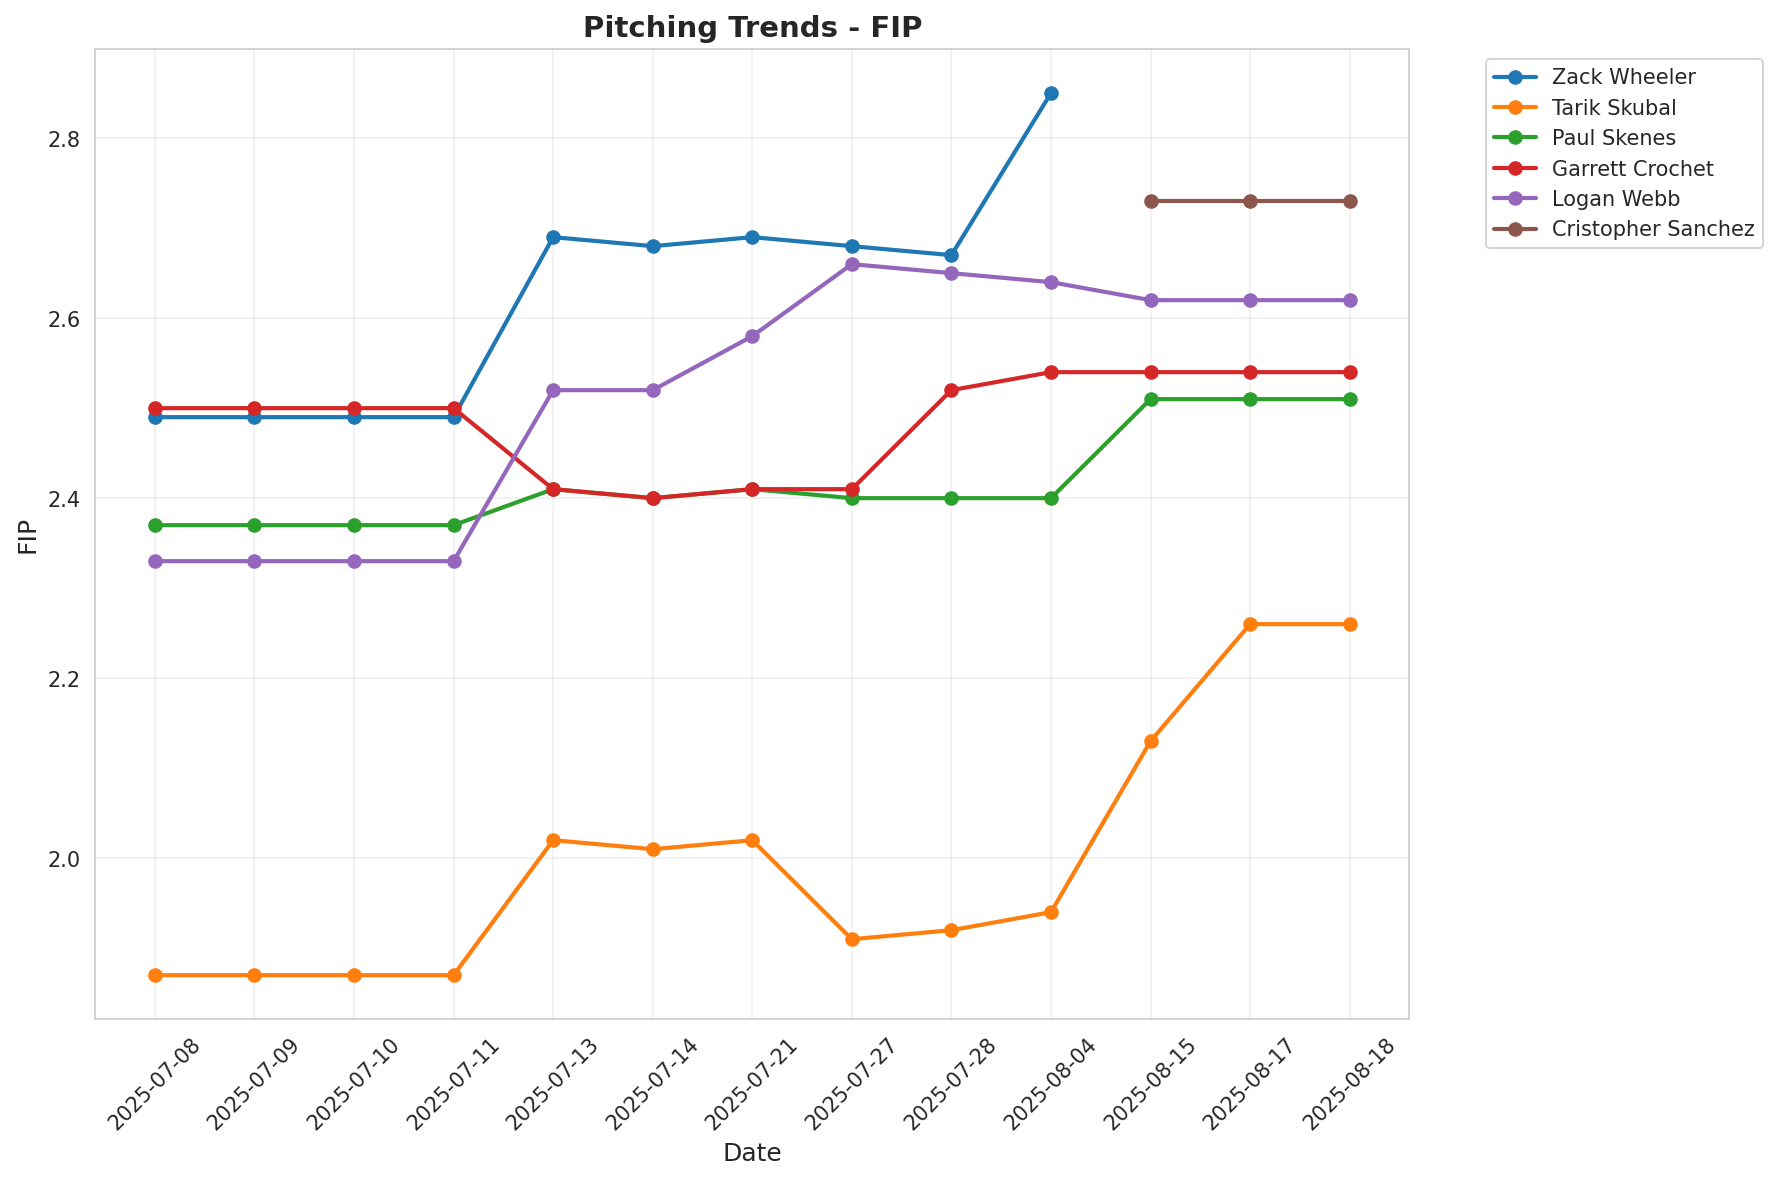 Pitching Trends - FIP
Zack Wheeler
Tarik Skubal
Paul Skenes
Garrett Crochet
Logan Webb
Cristopher Sanchez
2.8
2.6
2.4
2.2
2.0
FIP
2025-07-08
2025-07-09
2025-07-10
2025-07-11
2025-07-13
2025-07-14
2025-07-21
2025-07-27
2025-07-28
2025-08-04
2025-08-15
2025-08-17
2025-08-18
Date